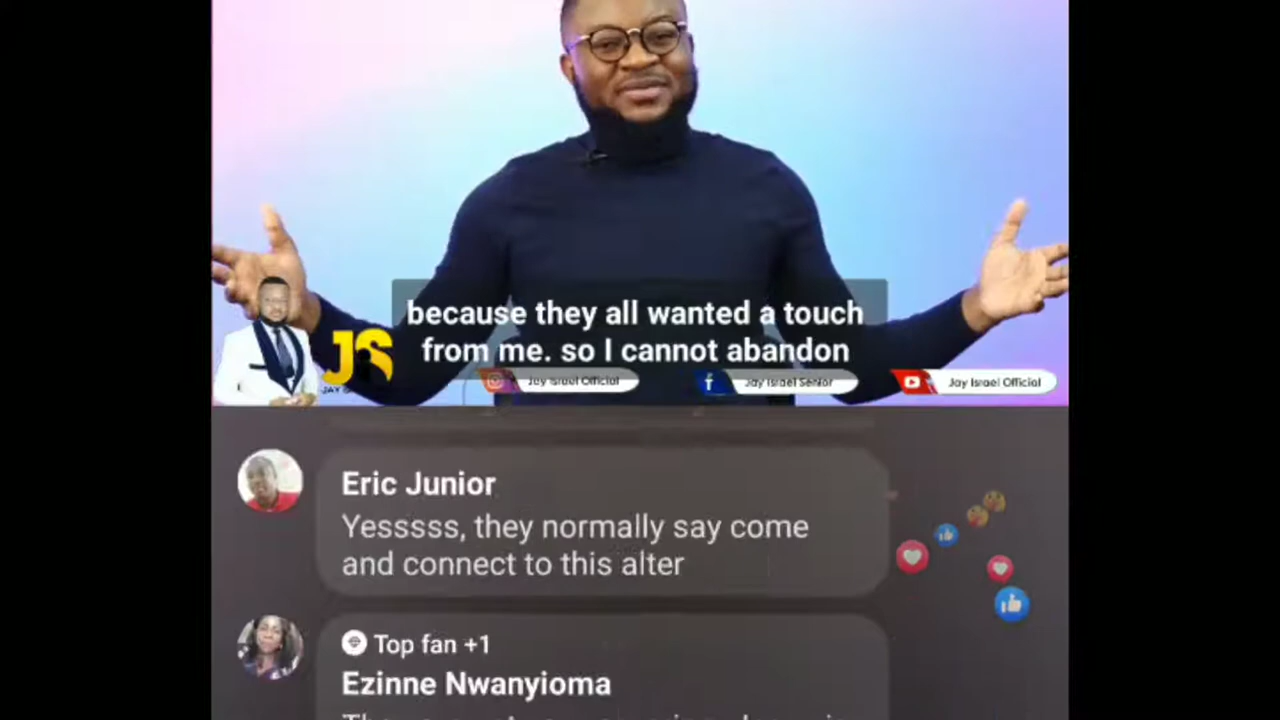 because they all wanted a touch
from me. so I cannot abandon
JS
Jay Israel Official
Jay Israel Senior
Jay Israel Official
Eric Junior
Yesssss, they normally say come
and connect to this alter
Top fan +1
Ezinne Nwanyioma